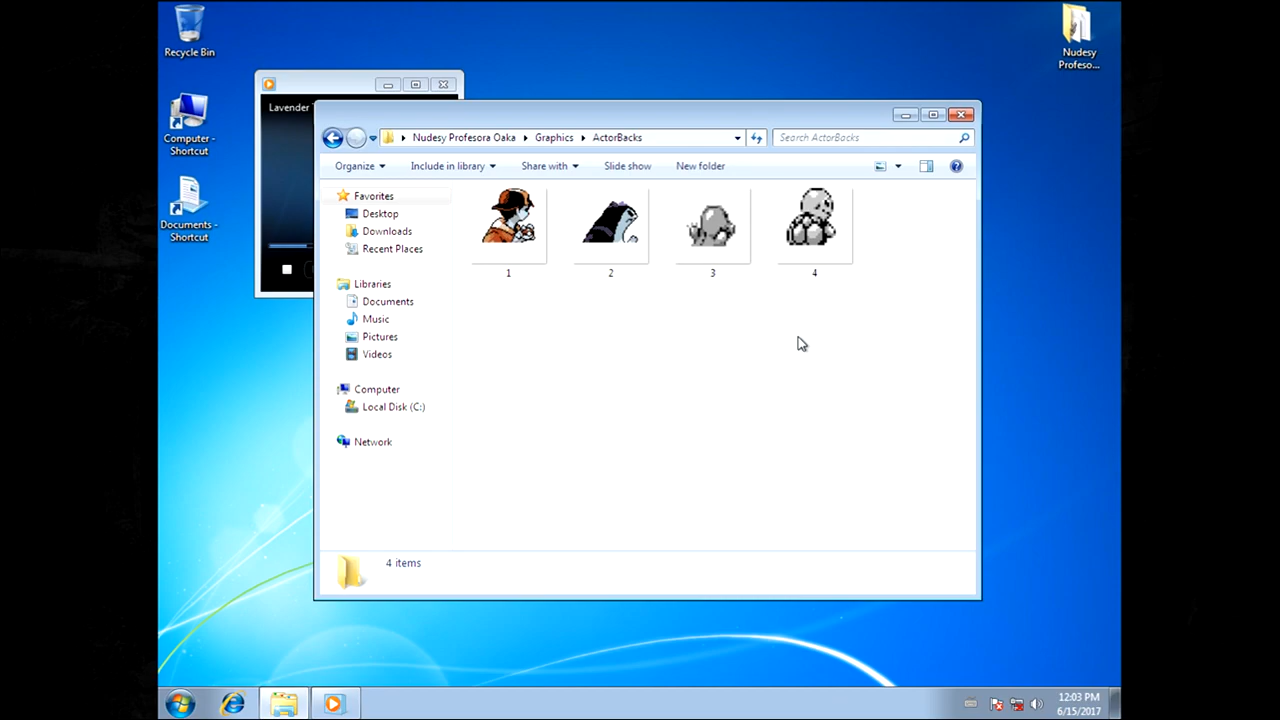 Recycle Bin
Nudesy
Profeso...
Computer -
Shortcut
Documents -
Shortcut
Lavender
Nudesy Profesora Oaka
Graphics
ActorBacks
Search ActorBacks
Organize
Include in library
Share with
Slide show
New folder
Favorites
Desktop
Downloads
Recent Places
Libraries
Documents
Music
Pictures
Videos
Computer
Local Disk (C:)
Network
1
2
3
4
4 items
12:03 PM
6/15/2017